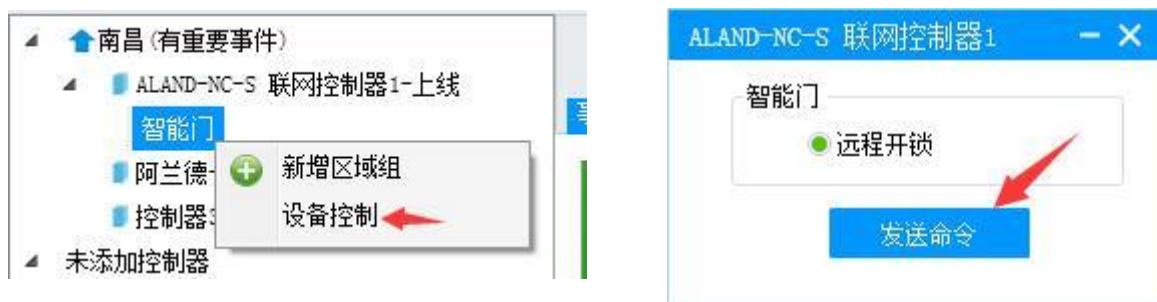 南昌(有重要事件)
ALAND-NC-S 联网控制器1-上线
智能门
新增区域组
阿兰德-
设备控制
控制器3
未添加控制器
ALAND-NC-S 联网控制器1
智能门
远程开锁
发送命令